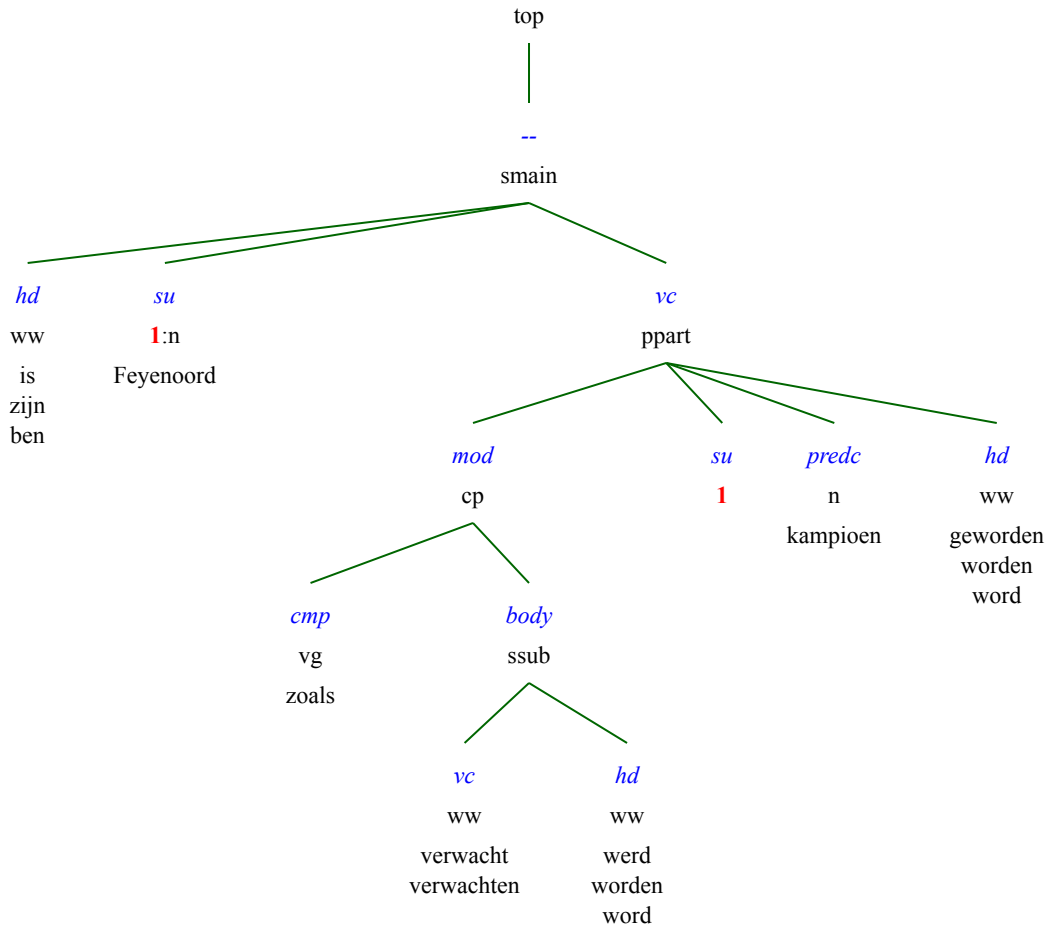 top
--
smain
hd su vc
ww 1:n ppart
is Feyenoord
zijn
ben
mod su predc hd
cp 1 n ww
kampioen geworden
worden
word
cmp body
vg ssub
zoals
vc hd
ww ww
verwacht werd
verwachten worden
word